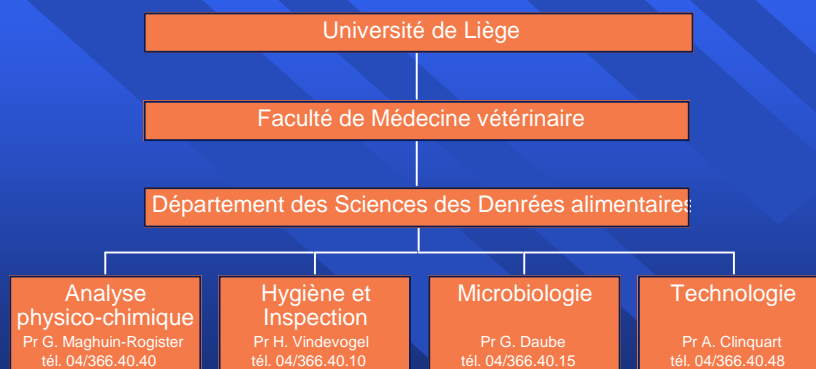 Université de Liège
Faculté de Médecine vétérinaire
Département des Sciences des Denrées alimentaires
Analyse
physico-chimique
Pr G. Maghuin-Rogister
tél. 04/366.40.40
Hygiène et
Inspection
Pr H. Vindevogel
tél. 04/366.40.10
Microbiologie
Pr G. Daube
tél. 04/366.40.15
Technologie
Pr A. Clinquart
tél. 04/366.40.48